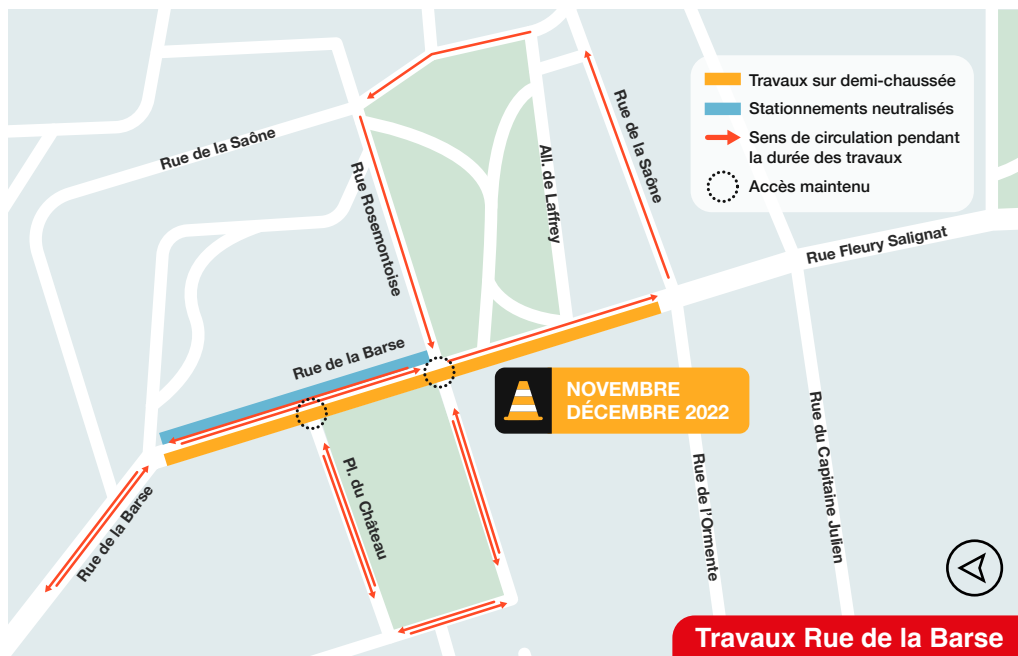 Travaux sur demi-chaussée
Stationnements neutralisés
Sens de circulation pendant
la durée des travaux
Accès maintenu
Rue de la Saône
Rue Rosemontoise
All. de Laffrey
Rue de la Saône
Rue Fleury Salignat
Rue de la Barse
NOVEMBRE
DÉCEMBRE 2022
Rue de la Barse
Pl. du Château
Rue de l'Ormente
Rue du Capitaine Julien
Travaux Rue de la Barse